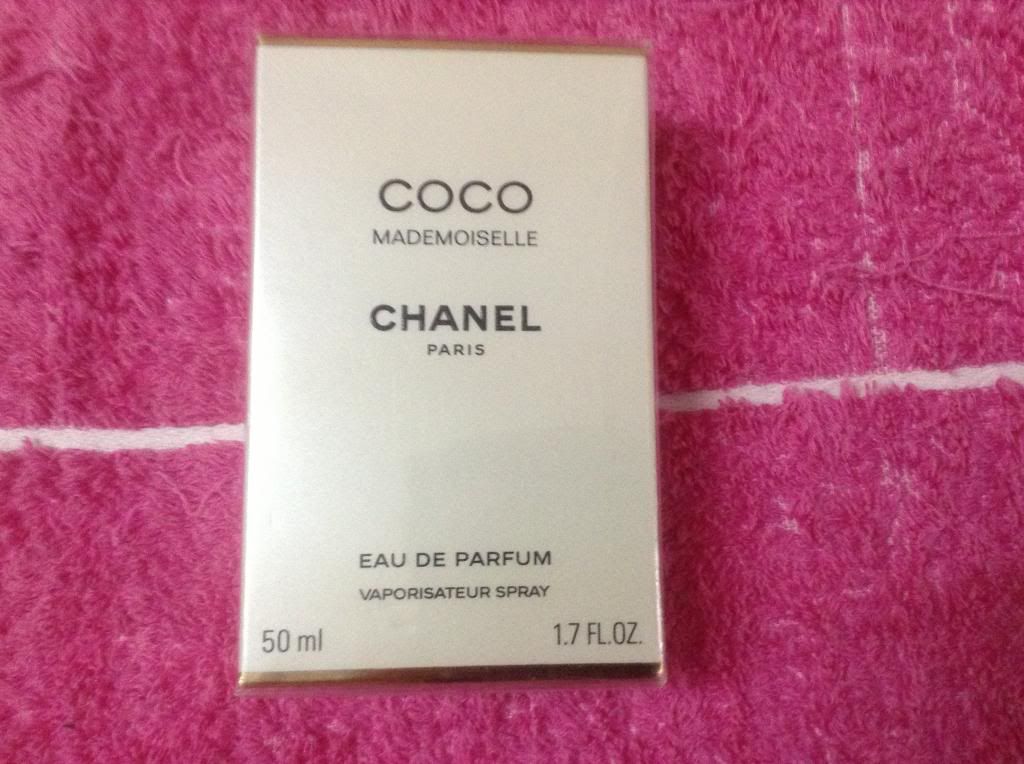 COCO
MADEMOISELLE
CHANEL
PARIS
EAU DE PARFUM
VAPORISATEUR SPRAY
50 ml 1.7 FL.OZ.